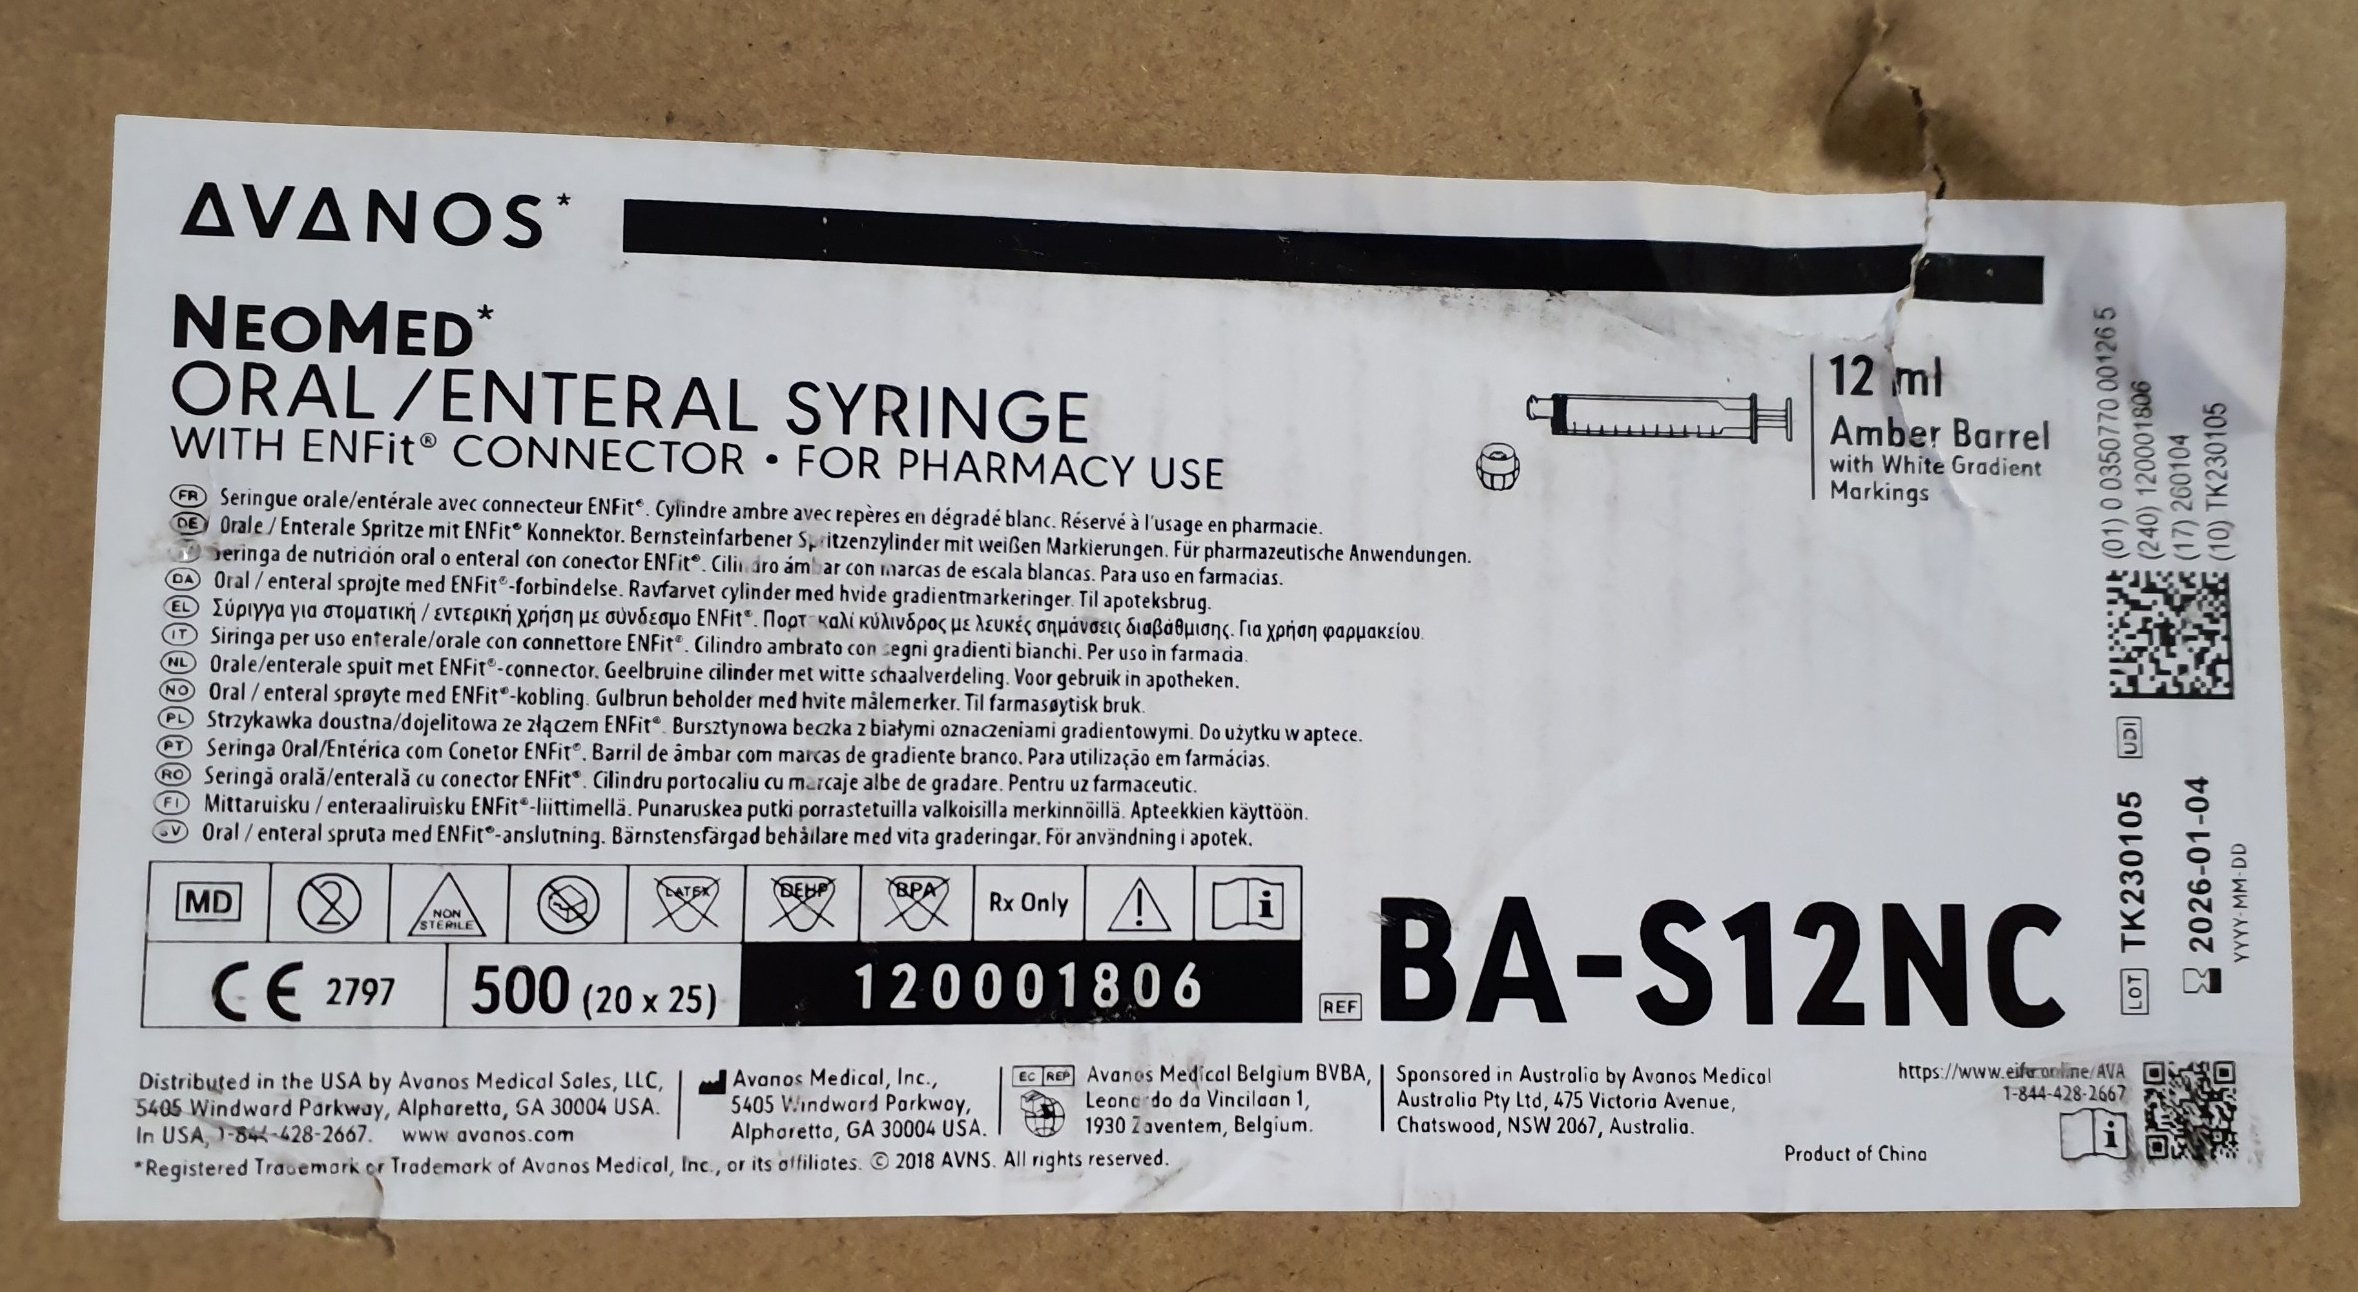 AVANOS*
NEOMED*
ORAL/ENTERAL SYRINGE
WITH ENFit® CONNECTOR • FOR PHARMACY USE
12 ml
Amber Barrel
with White Gradient
Markings
FR Seringue orale/entérale avec connecteur ENFit®. Cylindre ambre avec repères en dégradé blanc. Réservé à l'usage en pharmacie.
DE Orale / Enterale Spritze mit ENFit® Konnektor. Bernsteinfarbener Spritzenzylinder mit weißen Markierungen. Für pharmazeutische Anwendungen.
Jeringa de nutrición oral o enteral con conector ENFit®. Cilindro ámbar con marcas de escala blancas. Para uso en farmacias.
DA Oral / enteral sprøjte med ENFit®-forbindelse. Ravfarvet cylinder med hvide gradientmarkeringer. Til apoteksbrug.
EL Σύριγγα για στοματική / εντερική χρήση με σύνδεσμο ENFit®. Πορτοκαλί κύλινδρος με λευκές σημάνσεις διαβάθμισης. Για χρήση φαρμακείου.
IT Siringa per uso enterale/orale con connettore ENFit®. Cilindro ambrato con segni gradienti bianchi. Per uso in farmacia.
NL Orale/enterale spuit met ENFit®-connector. Geelbruine cilinder met witte schaalverdeling. Voor gebruik in apotheken.
NO Oral / enteral sprøyte med ENFit®-kobling. Gulbrun beholder med hvite målemerker. Til farmasøytisk bruk.
PL Strzykawka doustna/dojelitowa ze złączem ENFit®. Bursztynowa beczka z białymi oznaczeniami gradientowymi. Do użytku w aptece.
PT Seringa Oral/Entérica com Conetor ENFit®. Barril de âmbar com marcas de gradiente branco. Para utilização em farmácias.
RO Seringă orală/enterală cu conector ENFit®. Cilindru portocaliu cu marcaje albe de gradare. Pentru uz farmaceutic.
FI Mittaruisku / enteraaliruisku ENFit®-liittimellä. Punaruskea putki porrastetuilla valkoisilla merkinnöillä. Apteekkien käyttöön.
SV Oral / enteral spruta med ENFit®-anslutning. Bärnstensfärgad behållare med vita graderingar. För användning i apotek.
MD 2 NON STERILE LATEX DEHP BPA Rx Only
CE 2797 500 (20 x 25) 120001806
REF BA-S12NC
(01) 0 0350770 00126 5
(240) 120001806
(17) 260104
(10) TK230105
UDI
LOT TK230105
2026-01-04
YYYY-MM-DD
Distributed in the USA by Avanos Medical Sales, LLC,
5405 Windward Parkway, Alpharetta, GA 30004 USA.
In USA, 1-844-428-2667. www avanos.com
Avanos Medical, Inc.,
5405 Windward Parkway,
Alpharetta, GA 30004 USA.
EC REP Avanos Medical Belgium BVBA,
Leonardo da Vincilaan 1,
1930 Zaventem, Belgium.
Sponsored in Australia by Avanos Medical
Australia Pty Ltd, 475 Victoria Avenue,
Chatswood, NSW 2067, Australia.
https://www.eifu.online/AVA
1-844-428-2667
Product of China
*Registered Trademark or Trademark of Avanos Medical, Inc., or its affiliates. © 2018 AVNS. All rights reserved.